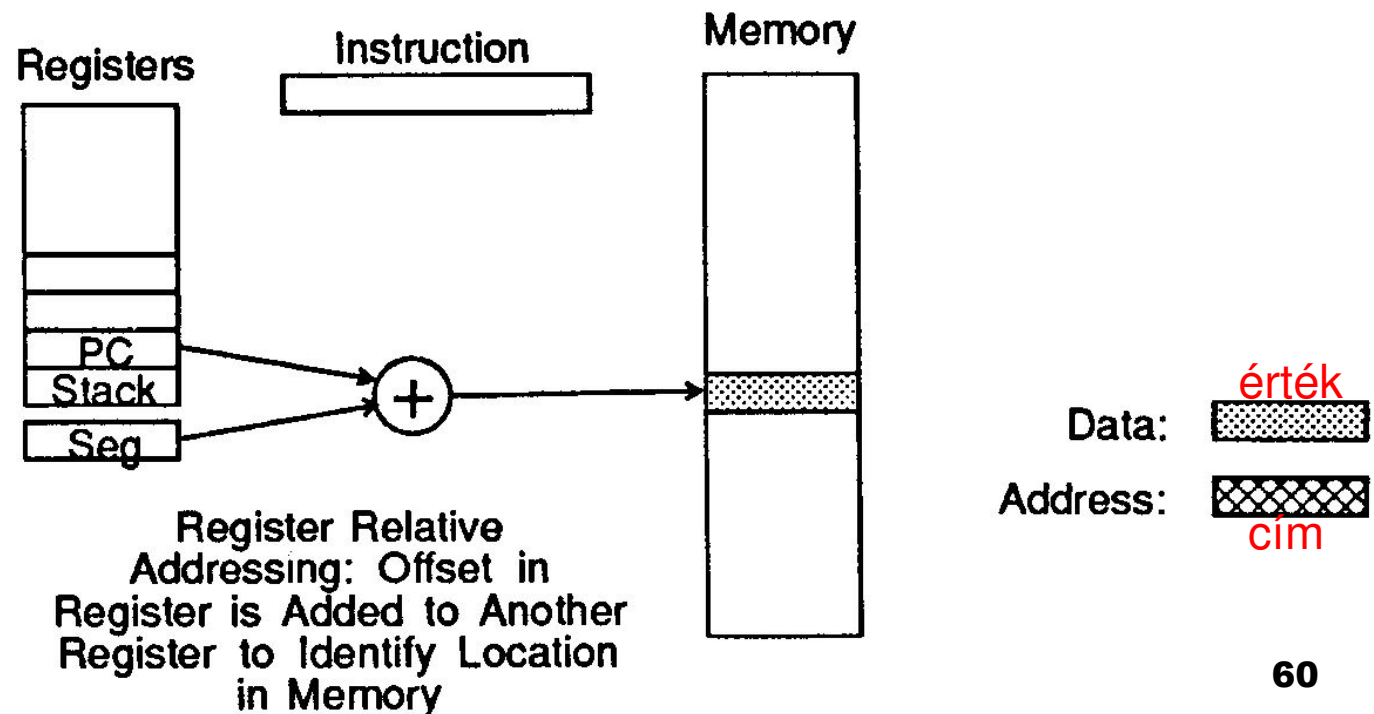 Registers
Instruction
Memory
PC
Stack
Seg
+
Register Relative
Addressing: Offset in
Register is Added to Another
Register to Identify Location
in Memory
érték
Data:
Address:
cím
60